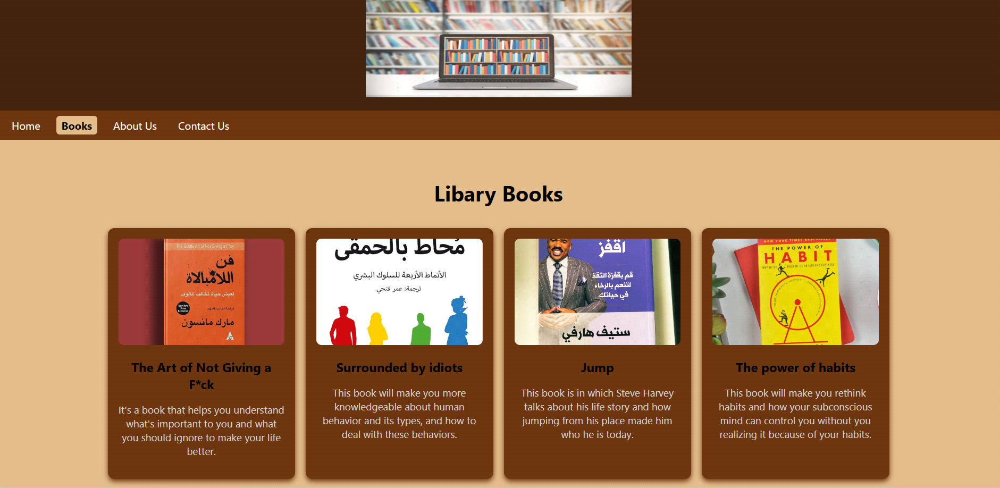 Home Books About Us Contact Us
Libary Books
The Subtle Art of Not Giving a F*ck
فن
اللامبالاة
لعيش حياة تخالف المألوف
New York
Times
Bestseller
مارك مانسون
The Art of Not Giving a
F*ck
It's a book that helps you understand
what's important to you and what
you should ignore to make your life
better.
مُحاط بالحمقى
الأنماط الأربعة للسلوك البشري
ترجمة: عمر فتحي
Surrounded by idiots
This book will make you more
knowledgeable about human
behavior and its types, and how to
deal with these behaviors.
اقفز
قم بقفزة الثقة
لتنعم بالرخاء
في حياتك
ستيف هارفي
Jump
This book is in which Steve Harvey
talks about his life story and how
jumping from his place made him
who he is today.
NEW YORK TIMES BESTSELLER
THE POWER OF
HABIT
WHY WE DO WHAT WE DO IN LIFE AND BUSINESS
The power of habits
This book will make you rethink
habits and how your subconscious
mind can control you without you
realizing it because of your habits.